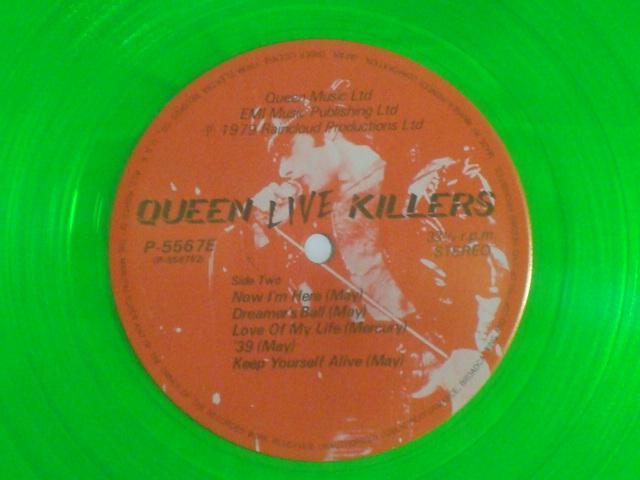 Queen Music Ltd
EMI Music Publishing Ltd
℗ 1979 Raincloud Productions Ltd
QUEEN LIVE KILLERS
P-5567E
(P-5567E2)
33⅓ r.p.m.
STEREO
Side Two
Now I'm Here (May)
Dreamer's Ball (May)
Love Of My Life (Mercury)
'39 (May)
Keep Yourself Alive (May)